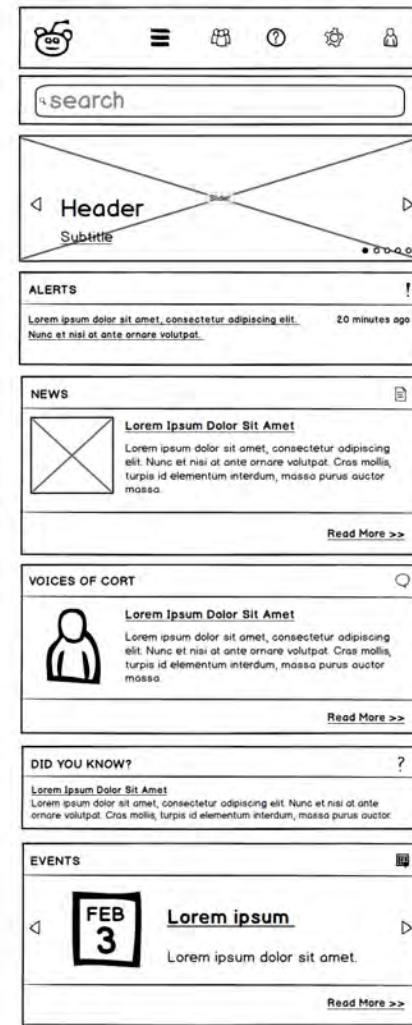 search
Header
Subtitle
ALERTS
!
Lorem ipsum dolor sit amet, consectetur adipiscing elit.
20 minutes ago
Nunc et nisi at ante ornare volutpat.
NEWS
Lorem Ipsum Dolor Sit Amet
Lorem ipsum dolor sit amet, consectetur adipiscing
elit. Nunc et nisi at ante ornare volutpat. Cras mollis,
turpis id elementum interdum, massa purus auctor
massa.
Read More >>
VOICES OF CORT
Lorem Ipsum Dolor Sit Amet
Lorem ipsum dolor sit amet, consectetur adipiscing
elit. Nunc et nisi at ante ornare volutpat. Cras mollis,
turpis id elementum interdum, massa purus auctor
massa.
Read More >>
DID YOU KNOW?
?
Lorem Ipsum Dolor Sit Amet
Lorem ipsum dolor sit amet, consectetur adipiscing elit. Nunc et nisi at ante
ornare volutpat. Cras mollis, turpis id elementum interdum, massa purus auctor.
EVENTS
FEB
3
Lorem ipsum
Lorem ipsum dolor sit amet.
Read More >>